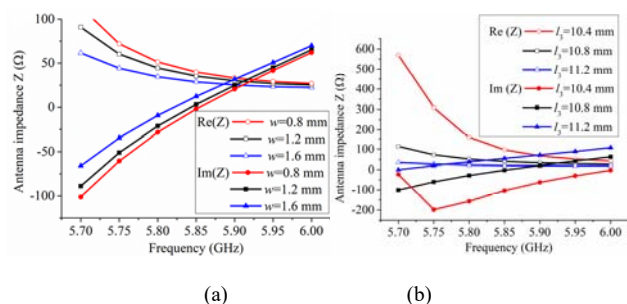 (a)
Antenna impedance Z (Ω)
100
50
0
-50
-100
Re(Z)
w=0.8 mm
w=1.2 mm
w=1.6 mm
Im(Z)
w=0.8 mm
w=1.2 mm
w=1.6 mm
5.70 5.75 5.80 5.85 5.90 5.95 6.00
Frequency (GHz)
(a)
(b)
Antenna impedance Z (Ω)
600
500
400
300
200
100
0
-100
-200
Re (Z)
l3=10.4 mm
l3=10.8 mm
l3=11.2 mm
Im (Z)
l3=10.4 mm
l3=10.8 mm
l3=11.2 mm
5.70 5.75 5.80 5.85 5.90 5.95 6.00
Frequency (GHz)
(b)